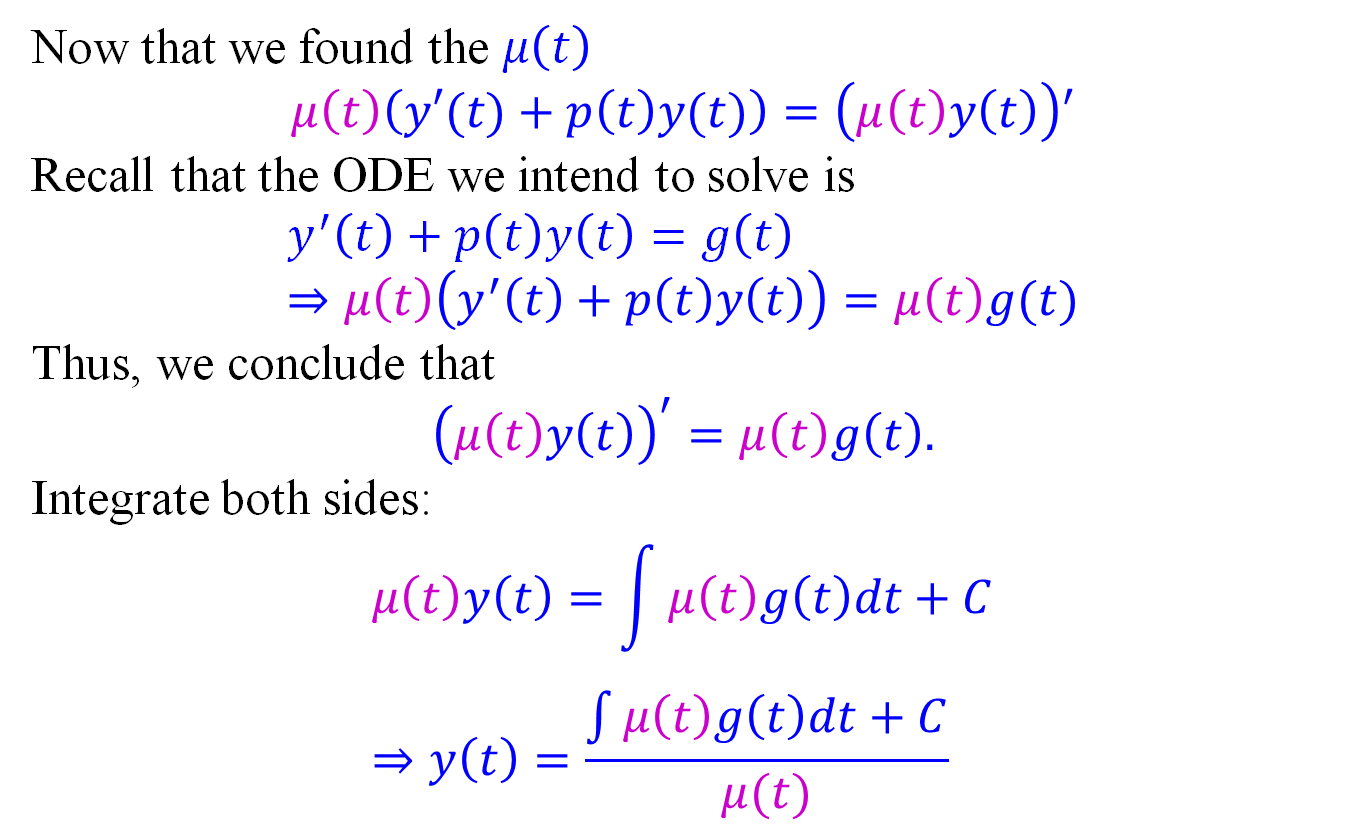 Now that we found the μ(t)
μ(t)(y′(t) + p(t)y(t)) = (μ(t)y(t))′
Recall that the ODE we intend to solve is
y′(t) + p(t)y(t) = g(t)
⇒ μ(t)(y′(t) + p(t)y(t)) = μ(t)g(t)
Thus, we conclude that
(μ(t)y(t))′ = μ(t)g(t).
Integrate both sides:
μ(t)y(t) = ∫ μ(t)g(t)dt + C
⇒ y(t) = (∫ μ(t)g(t)dt + C) / μ(t)